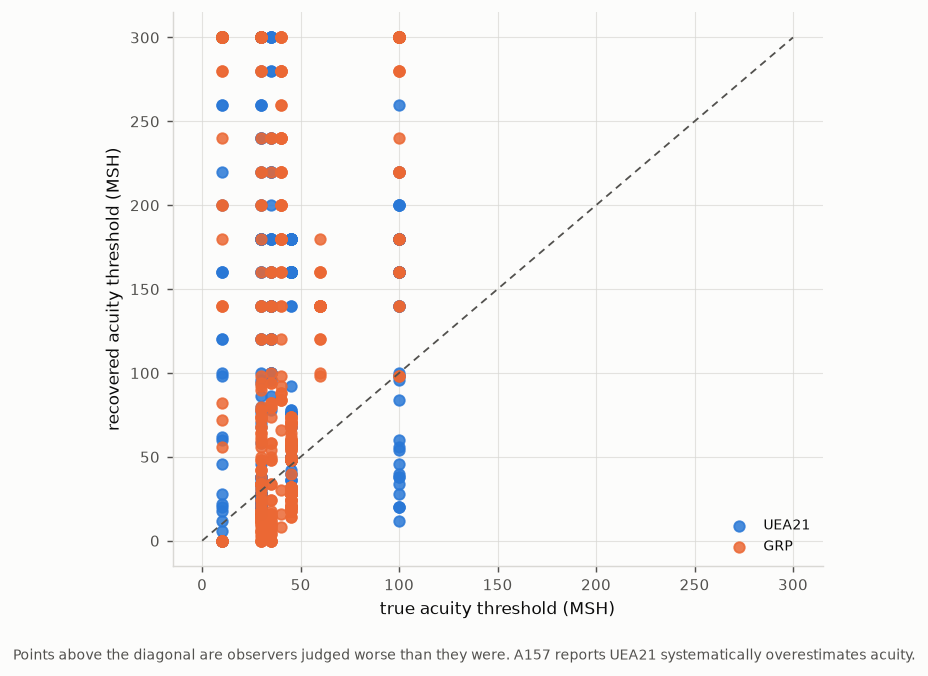 300
250
200
150
100
50
0
recovered acuity threshold (MSH)
UEA21
GRP
0 50 100 150 200 250 300
true acuity threshold (MSH)
Points above the diagonal are observers judged worse than they were. A157 reports UEA21 systematically overestimates acuity.